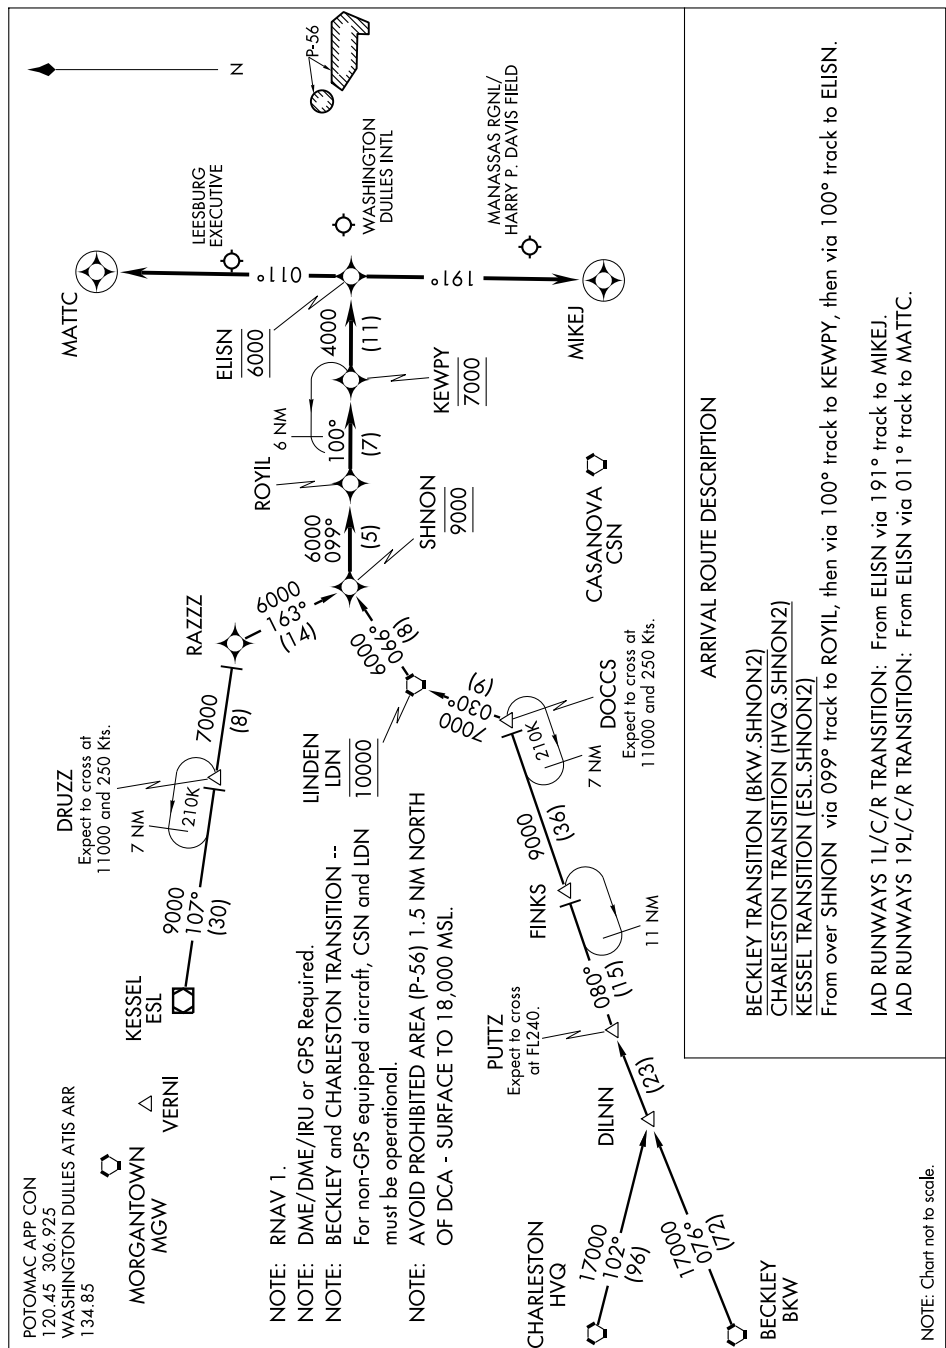 POTOMAC APP CON
120.45 306.925
WASHINGTON DULLES ATIS ARR
134.85
MORGANTOWN
MGW
VERNI
KESSEL
ESL
9000
107°
(30)
DRUZZ
Expect to cross at
11000 and 250 Kts.
7 NM
210K
7000
(8)
RAZZZ
6000
163°
(14)
MATTC
LEESBURG
EXECUTIVE
P-56
N
011°
ELISN
6000
WASHINGTON
DULLES INTL
191°
MANASSAS RGNL/
HARRY P. DAVIS FIELD
MIKEJ
4000
(11)
KEWPY
7000
6 NM
100°
(7)
ROYIL
6000
099°
(5)
SHNON
9000
CASANOVA
CSN
6000
066°
(8)
LINDEN
LDN
10000
7000
030°
(9)
DOCCS
Expect to cross at
11000 and 250 Kts.
210K
7 NM
9000
(36)
FINKS
11 NM
080°
(15)
PUTTZ
Expect to cross
at FL240.
(23)
DILNN
CHARLESTON
HVQ
17000
102°
(96)
17000
076°
(72)
BECKLEY
BKW
NOTE: RNAV 1.
NOTE: DME/DME/IRU or GPS Required.
NOTE: BECKLEY and CHARLESTON TRANSITION --
For non-GPS equipped aircraft, CSN and LDN
must be operational.
NOTE: AVOID PROHIBITED AREA (P-56) 1.5 NM NORTH
OF DCA - SURFACE TO 18,000 MSL.
ARRIVAL ROUTE DESCRIPTION
BECKLEY TRANSITION (BKW.SHNON2)
CHARLESTON TRANSITION (HVQ.SHNON2)
KESSEL TRANSITION (ESL.SHNON2)
From over SHNON via 099° track to ROYIL, then via 100° track to KEWPY, then via 100° track to ELISN.
IAD RUNWAYS 1L/C/R TRANSITION: From ELISN via 191° track to MIKEJ.
IAD RUNWAYS 19L/C/R TRANSITION: From ELISN via 011° track to MATTC.
NOTE: Chart not to scale.